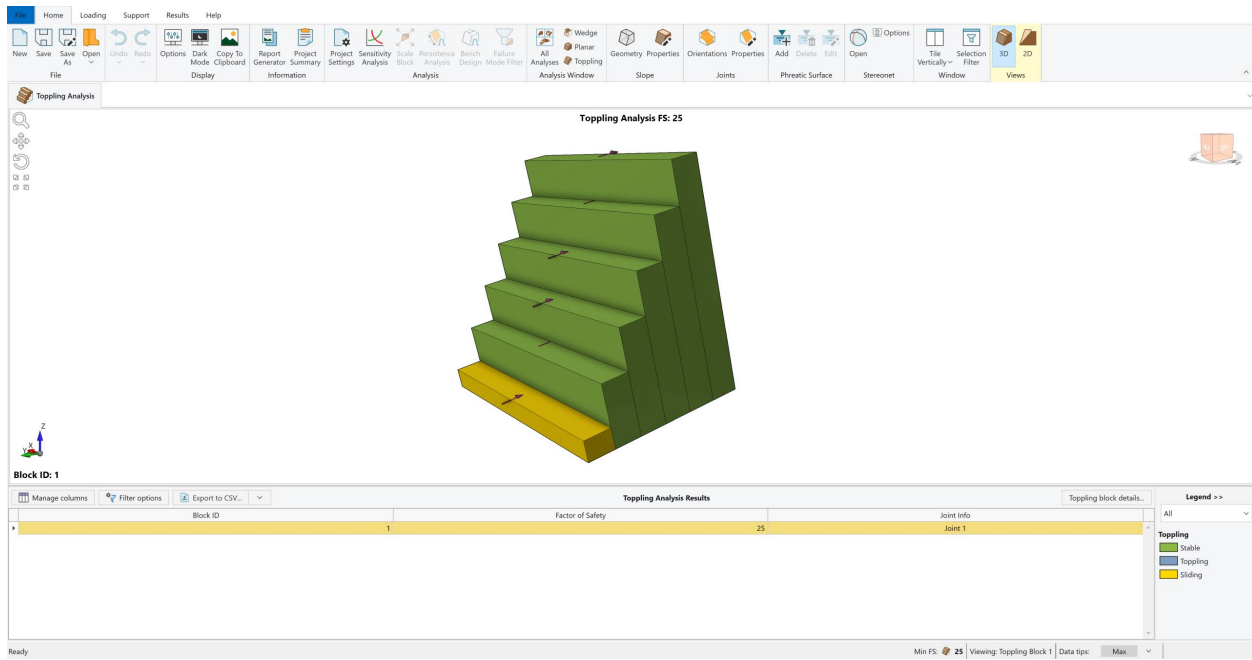 File Home Loading Support Results Help
New Save Save As Open Undo Redo Options Dark Mode Copy To Clipboard Report Generator Project Summary Project Settings Sensitivity Analysis Scale Block Persistence Analysis Bench Design Failure Mode Filter All Analyses Wedge Planar Toppling Geometry Properties Orientations Properties Add Delete Edit Open Options Tile Vertically Selection Filter 3D 2D
File Display Information Analysis Analysis Window Slope Joints Phreatic Surface Stereonet Window Views
Toppling Analysis
Toppling Analysis FS: 25
Z
X
Y
Block ID: 1
Manage columns Filter options Export to CSV... Toppling Analysis Results Toppling block details... Legend >>
Block ID Factor of Safety Joint Info All
1 25 Joint 1
Toppling
Stable
Toppling
Sliding
Ready Min FS: 25 Viewing: Toppling Block 1 Data tips: Max